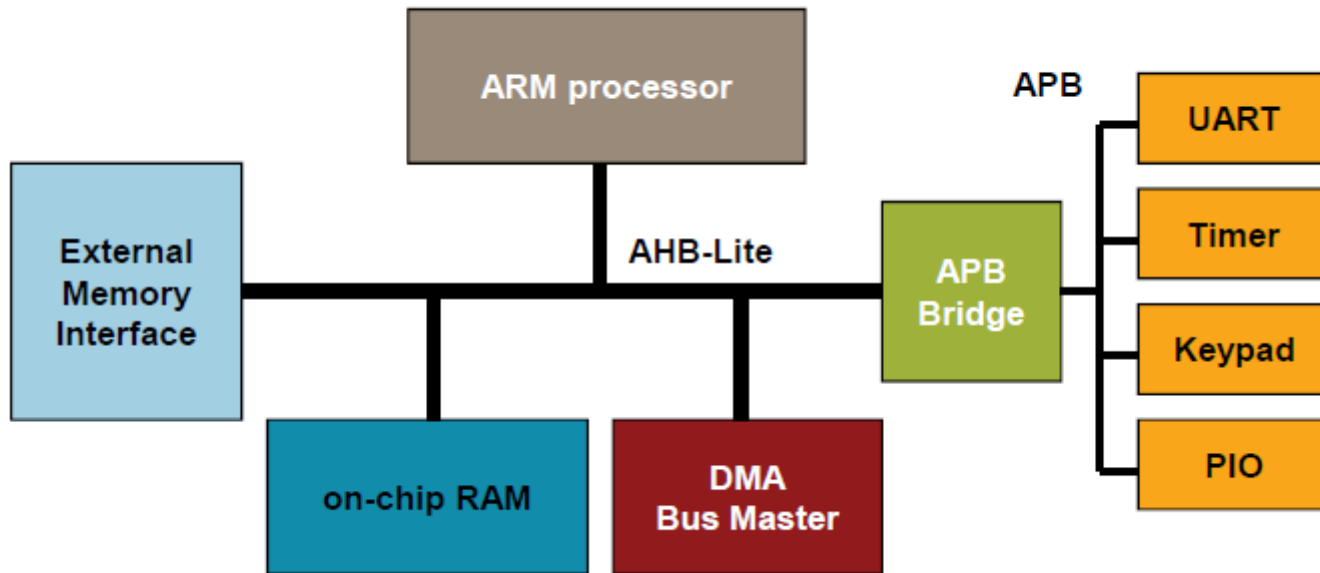 ARM processor
APB
UART
External
Memory
Interface
AHB-Lite
APB
Bridge
Timer
Keypad
on-chip RAM
DMA
Bus Master
PIO